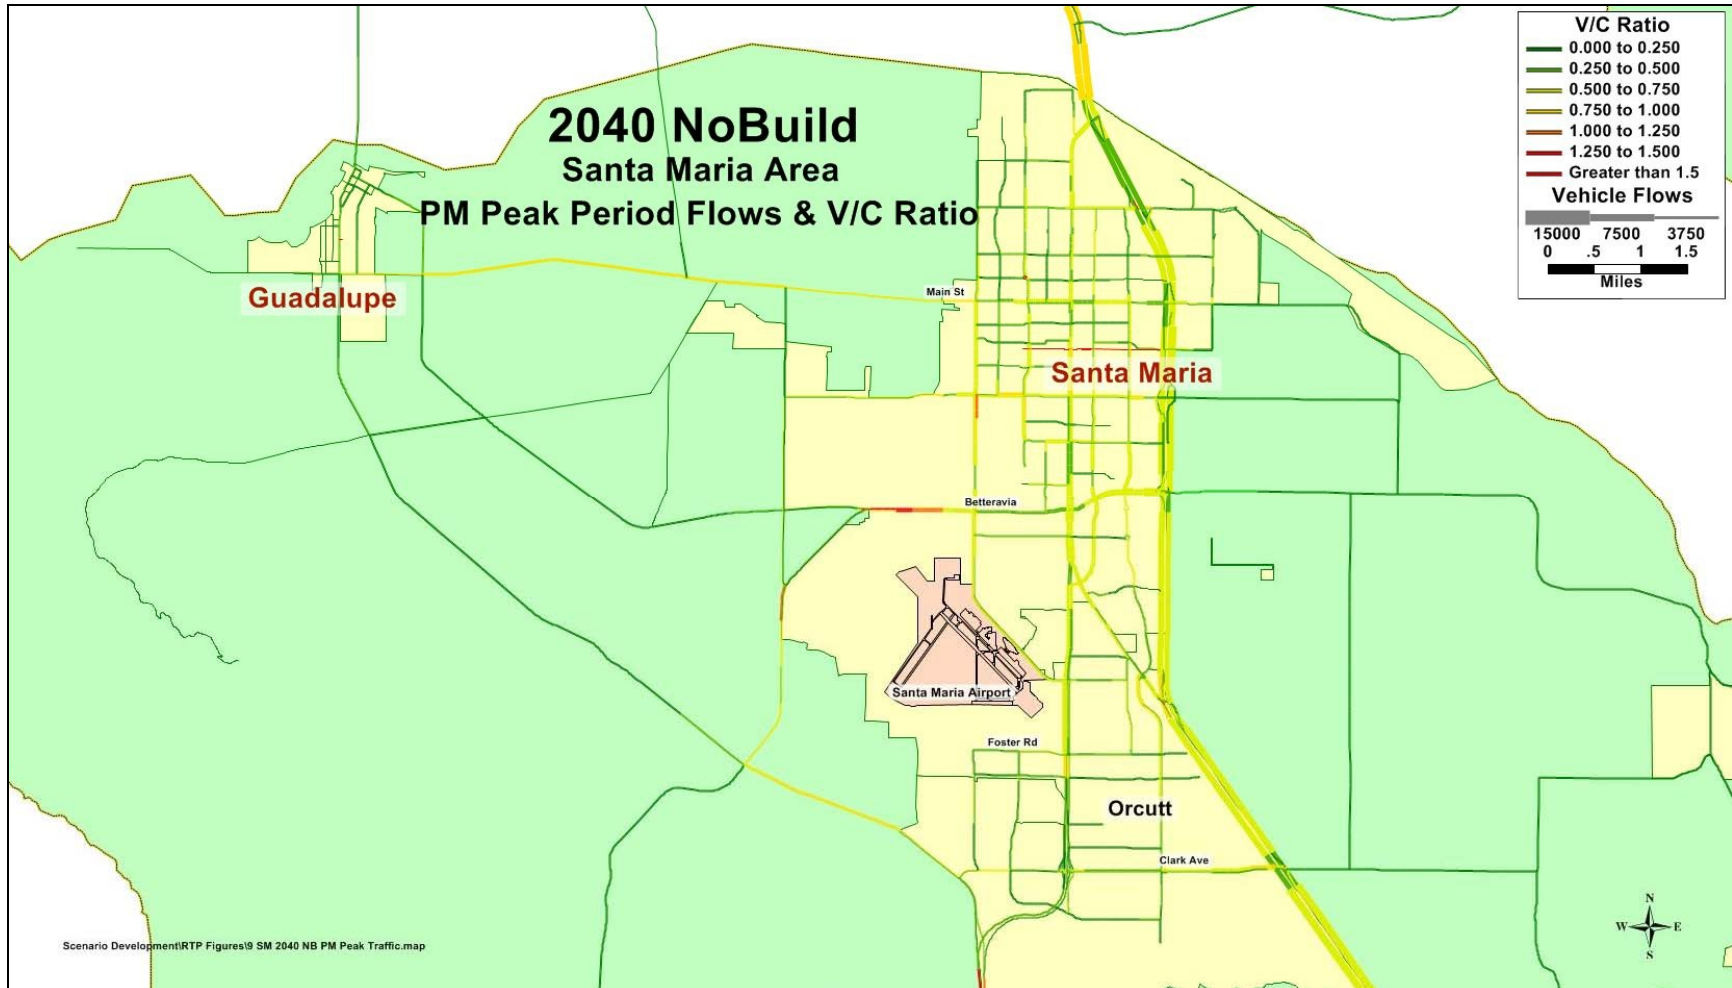 2040 NoBuild
Santa Maria Area
PM Peak Period Flows & V/C Ratio
V/C Ratio
0.000 to 0.250
0.250 to 0.500
0.500 to 0.750
0.750 to 1.000
1.000 to 1.250
1.250 to 1.500
Greater than 1.5
Vehicle Flows
15000 7500 3750
0 .5 1 1.5
Miles
Guadalupe
Main St
Santa Maria
Betteravia
Santa Maria Airport
Foster Rd
Orcutt
Clark Ave
N
W E
S
Scenario Development\RTP Figures\9 SM 2040 NB PM Peak Traffic.map